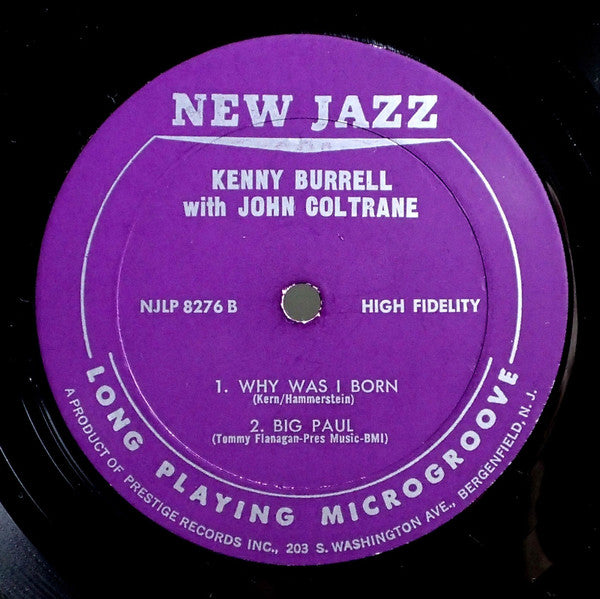 NEW JAZZ
KENNY BURRELL
with JOHN COLTRANE
NJLP 8276 B
HIGH FIDELITY
1. WHY WAS I BORN
(Kern/Hammerstein)
2. BIG PAUL
(Tommy Flanagan-Pres Music-BMI)
LONG PLAYING MICROGROOVE
A PRODUCT OF PRESTIGE RECORDS INC., 203 S. WASHINGTON AVE., BERGENFIELD, N. J.